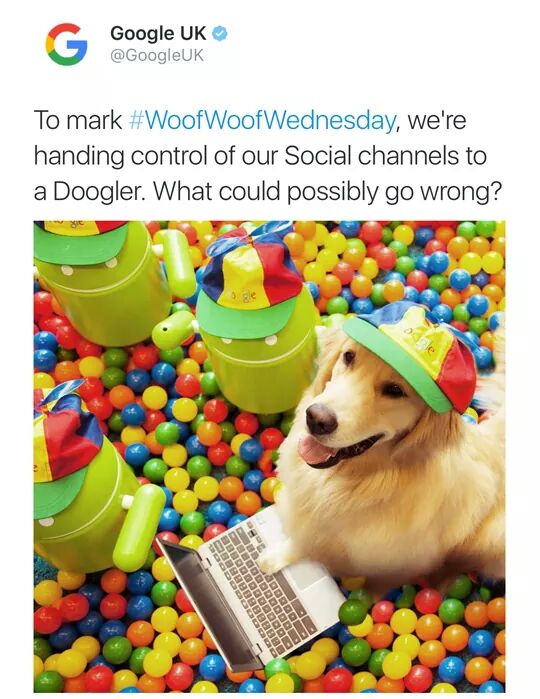 Google UK
@GoogleUK
To mark #WoofWoofWednesday, we're
handing control of our Social channels to
a Doogler. What could possibly go wrong?